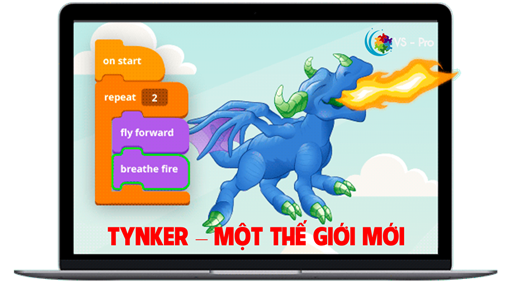 on start
VS - Pro
repeat 2
fly forward
breathe fire
TYNKER – MỘT THẾ GIỚI MỚI